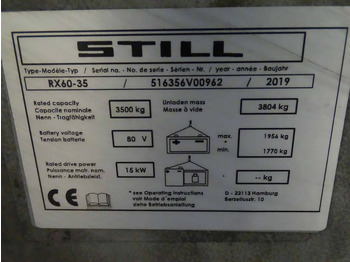 STILL
Type-Modèle-Typ / Serial no. - No de serie - Série n - Nr. / year - année - Baujahr
RX60-35 / 516356V00962 / 2019
Rated capacity
Capacite nominale
Nenn - Tragfähigkeit
3500 kg
Unladen mass
Masse à vide
3804 kg
Battery voltage
Tension batterie
80 V
max. *
1956 kg
min. *
1770 kg
Rated drive power
Puissance motr. nom.
Nenn - Antriebsleist.
15 kW
-- kg
CE
* see Operating instructions
voit Mode d'emploi
siehe Betriebsanleitung
D - 22113 Hamburg
Berzeliusstr. 10